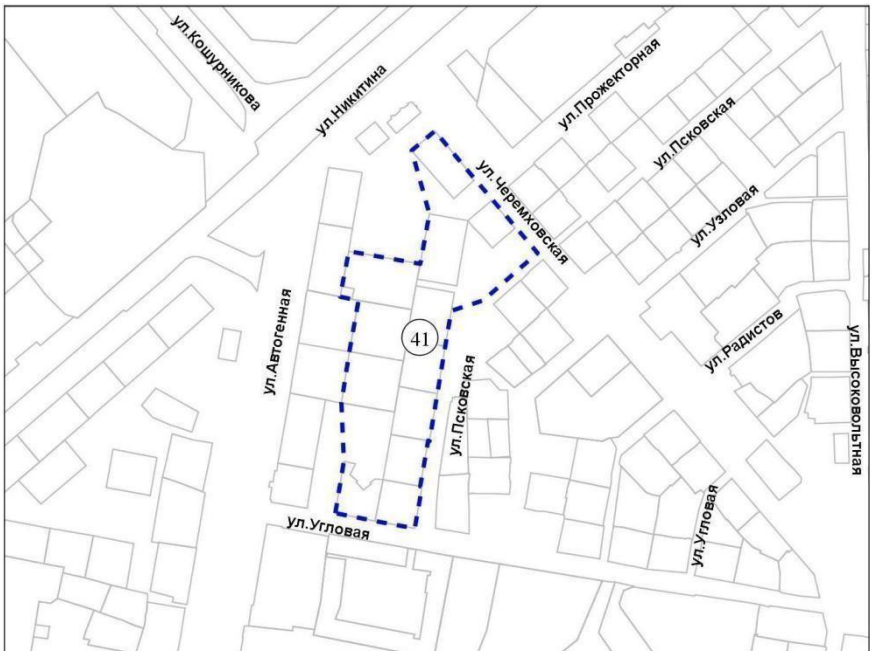 ул.Кошурникова
ул.Никитина
ул.Прожекторная
ул.Псковская
ул.Черемховская
ул.Узловая
ул.Автогенная
41
ул.Радистов
ул.Высоковольтная
ул.Псковская
ул.Угловая
ул.Угловая